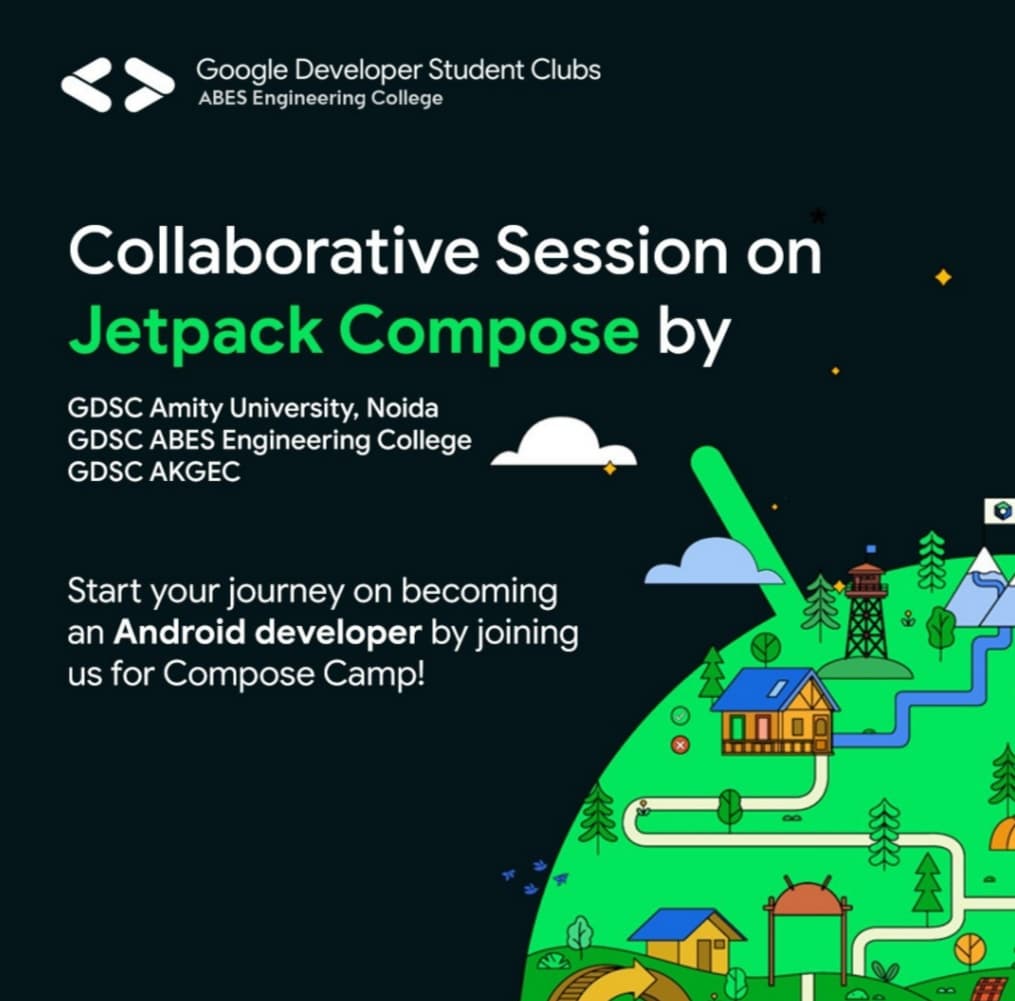 Google Developer Student Clubs
ABES Engineering College
Collaborative Session on
Jetpack Compose by
GDSC Amity University, Noida
GDSC ABES Engineering College
GDSC AKGEC
Start your journey on becoming
an Android developer by joining
us for Compose Camp!